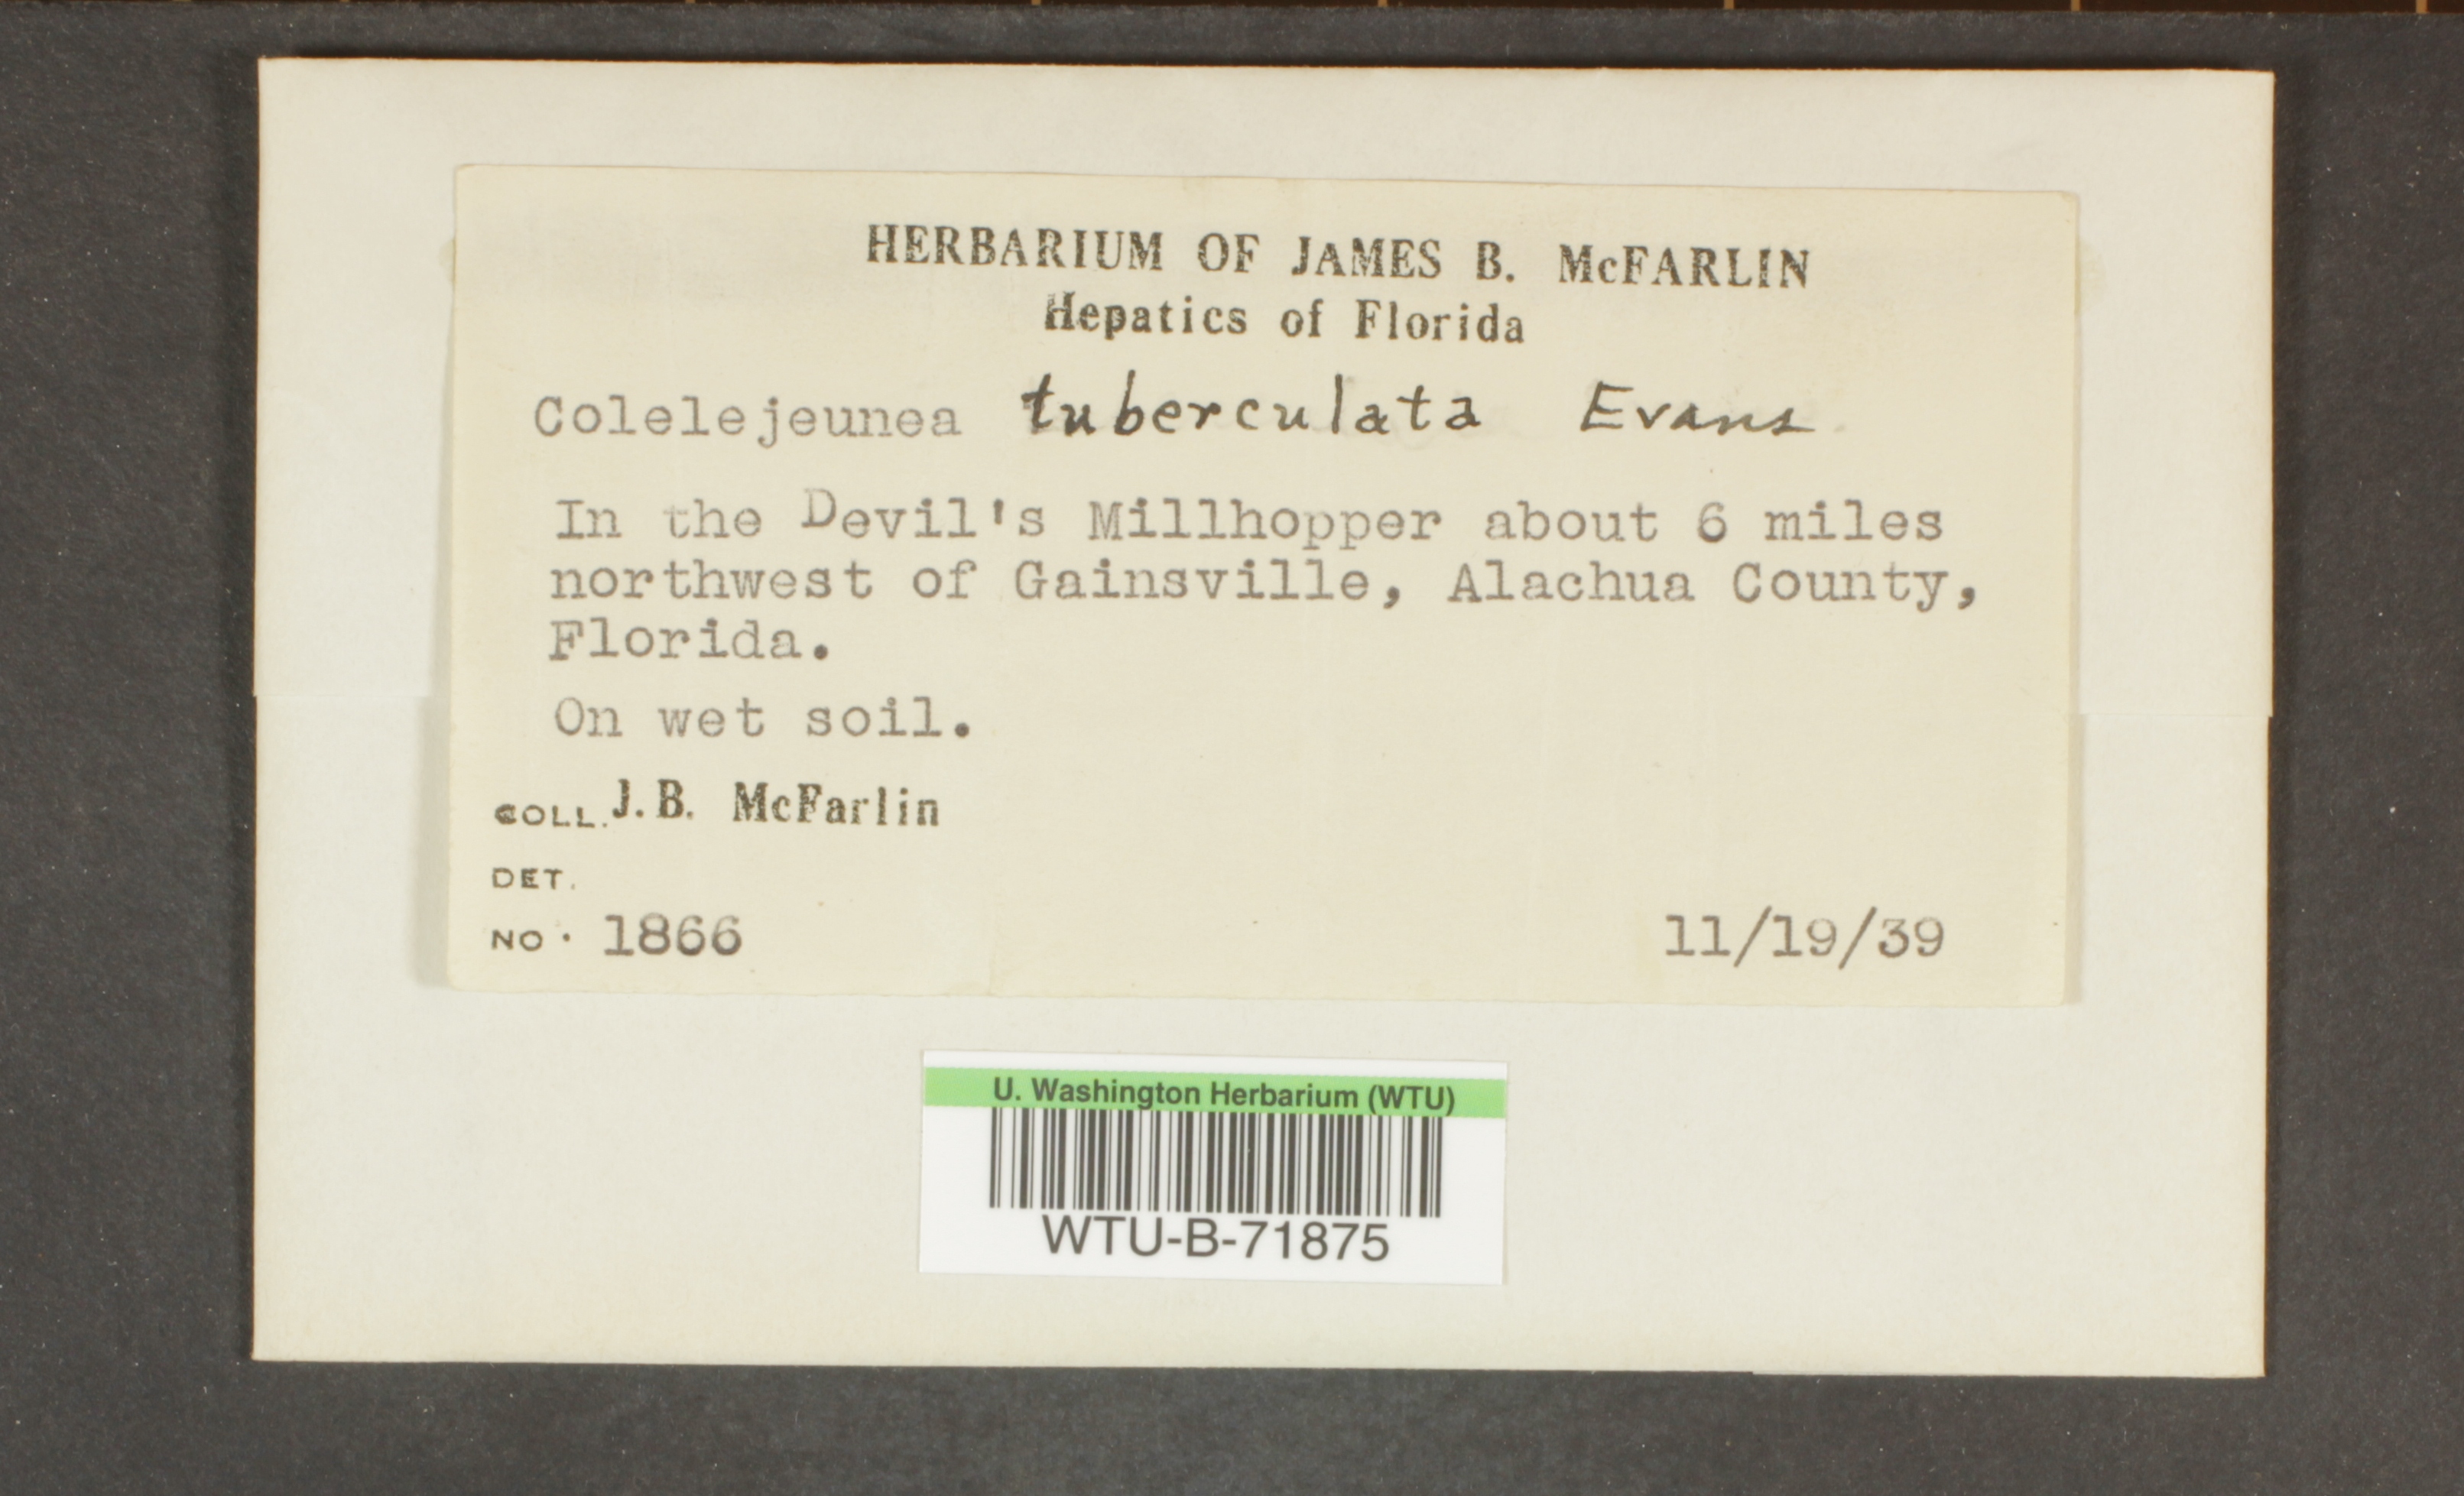 HERBARIUM OF JAMES B. McFARLIN
Hepatics of Florida
Colelejeunea tuberculata Evans
In the Devil's Millhopper about 6 miles
northwest of Gainsville, Alachua County,
Florida.
On wet soil.
COLL. J. B. McFarlin
DET.
NO. 1866 11/19/39
U. Washington Herbarium (WTU)
WTU-B-71875